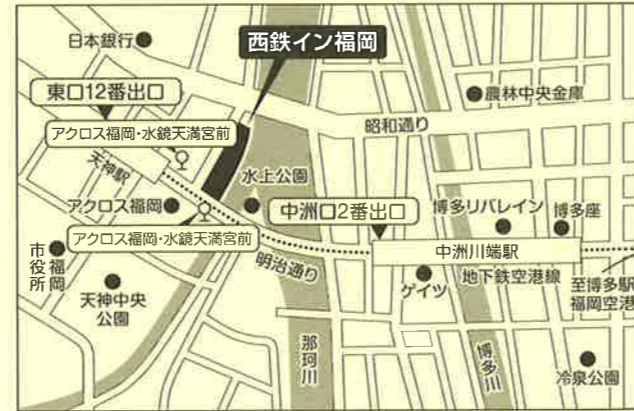 西鉄イン福岡
日本銀行
東口12番出口
アクロス福岡・水鏡天満宮前
天神駅
農林中央金庫
昭和通り
水上公園
アクロス福岡
中洲口2番出口
博多リバレイン
博多座
アクロス福岡・水鏡天満宮前
明治通り
中洲川端駅
福岡
市役所
天神中央
公園
ゲイツ
地下鉄空港線
至博多駅
福岡空港
那珂川
博多川
冷泉公園